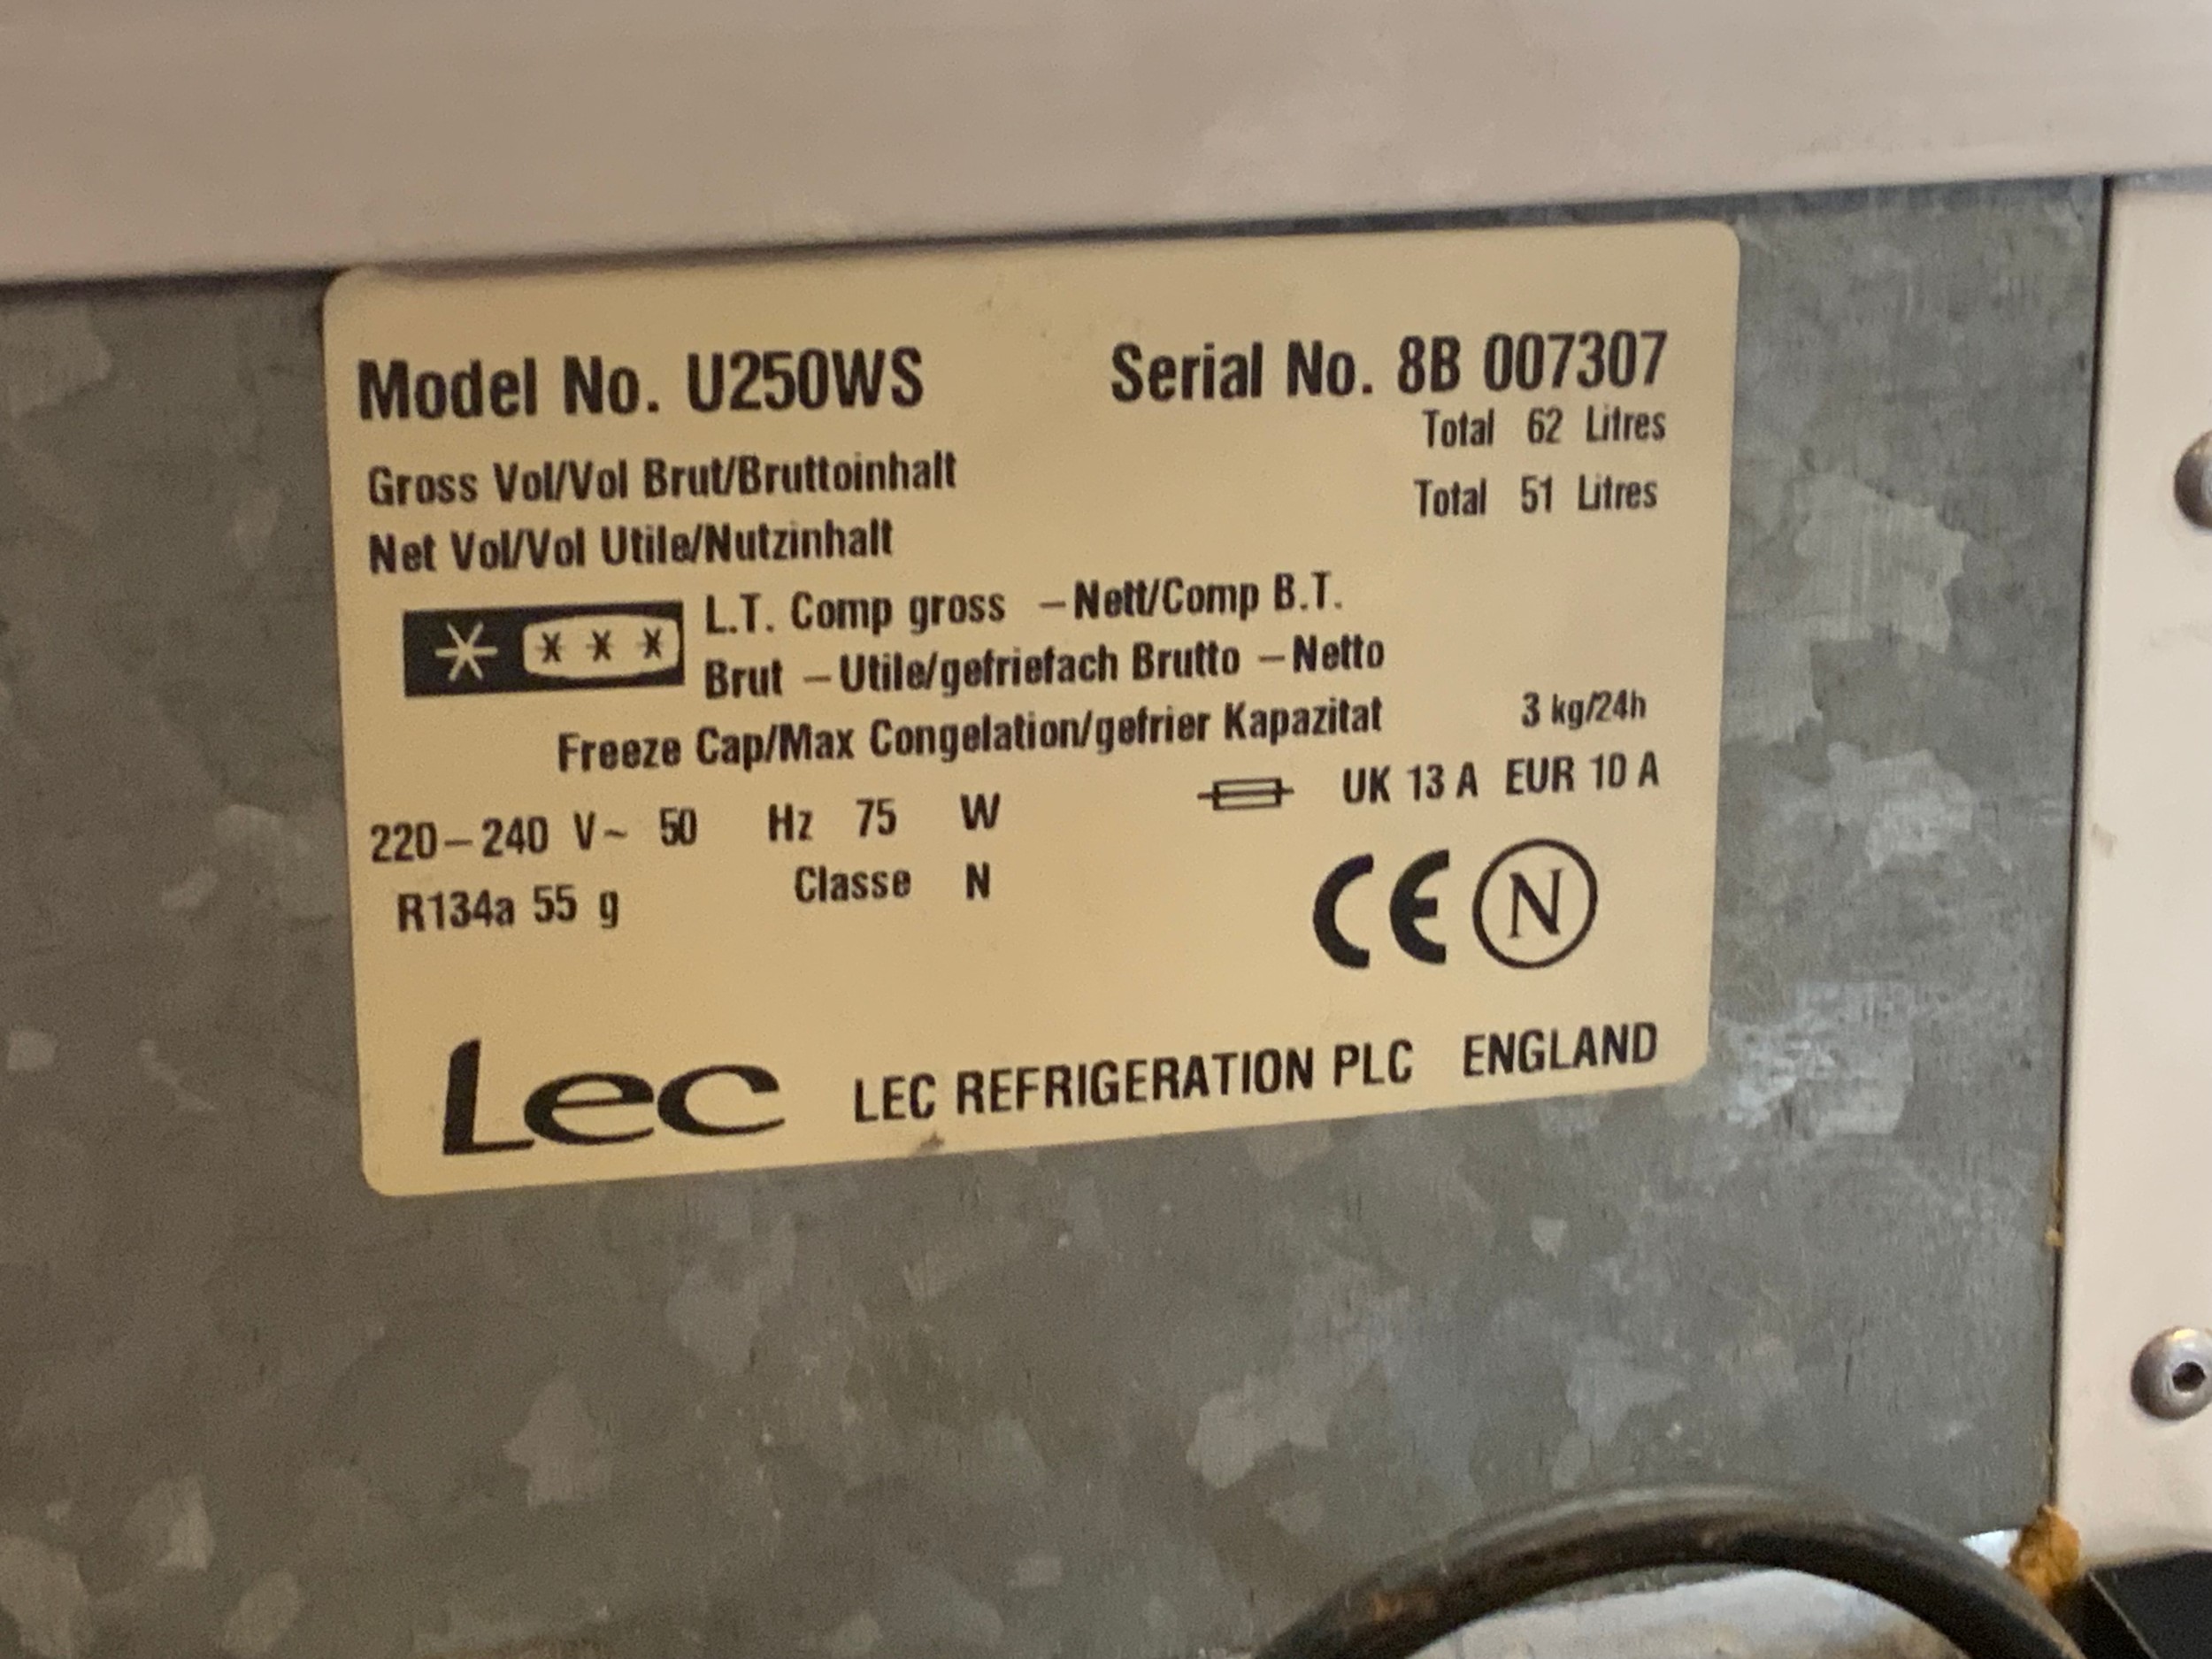 Model No. U250WS Serial No. 8B 007307
Total 62 Litres
Gross Vol/Vol Brut/Bruttoinhalt
Total 51 Litres
Net Vol/Vol Utile/Nutzinhalt
* * * * L.T. Comp gross – Nett/Comp B.T.
Brut – Utile/gefriefach Brutto – Netto
Freeze Cap/Max Congelation/gefrier Kapazitat 3 kg/24h
220–240 V~ 50 Hz 75 W UK 13 A EUR 10 A
R134a 55 g Classe N CE N
Lec LEC REFRIGERATION PLC ENGLAND